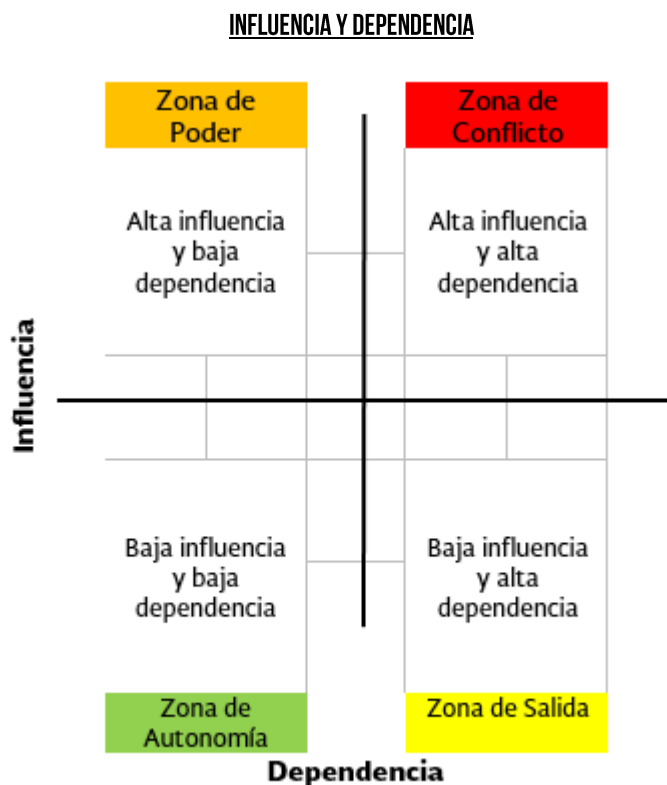 INFLUENCIA Y DEPENDENCIA
Zona de
Poder
Zona de
Conflicto
Alta influencia
y baja
dependencia
Alta influencia
y alta
dependencia
Influencia
Baja influencia
y baja
dependencia
Baja influencia
y alta
dependencia
Zona de
Autonomía
Zona de Salida
Dependencia